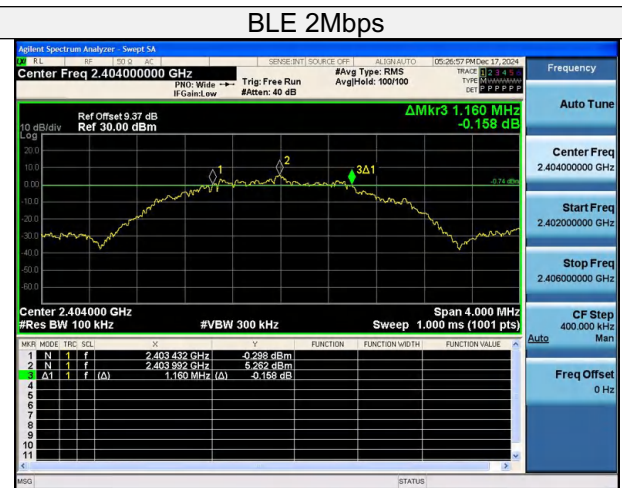 BLE 2Mbps
Agilent Spectrum Analyzer - Swept SA
RL RF 50 Ω AC SENSE:INT SOURCE OFF ALIGN AUTO 05:26:57 PM Dec 17, 2024
Center Freq 2.404000000 GHz #Avg Type: RMS TRACE 1 2 3 4 5 6
PNO: Wide Trig: Free Run Avg|Hold: 100/100 TYPE M
IFGain:Low #Atten: 40 dB DET P P P P P P
Frequency
Auto Tune
Ref Offset 9.37 dB ΔMkr3 1.160 MHz
10 dB/div Ref 30.00 dBm -0.158 dB
Log
20.0
10.0
0.00
-10.0
-20.0
-30.0
-40.0
-50.0
-60.0
1
2
3Δ1
-0.74 dBm
Center 2.404000 GHz Span 4.000 MHz
#Res BW 100 kHz #VBW 300 kHz Sweep 1.000 ms (1001 pts)
MKR MODE TRC SCL X Y FUNCTION FUNCTION WIDTH FUNCTION VALUE
1 N 1 f 2.403 432 GHz -0.298 dBm
2 N 1 f 2.403 992 GHz 5.262 dBm
3 Δ1 1 f (Δ) 1.160 MHz (Δ) -0.158 dB
4
5
6
7
8
9
10
11
MSG STATUS
Center Freq
2.404000000 GHz
Start Freq
2.402000000 GHz
Stop Freq
2.406000000 GHz
CF Step
400.000 kHz
Auto Man
Freq Offset
0 Hz